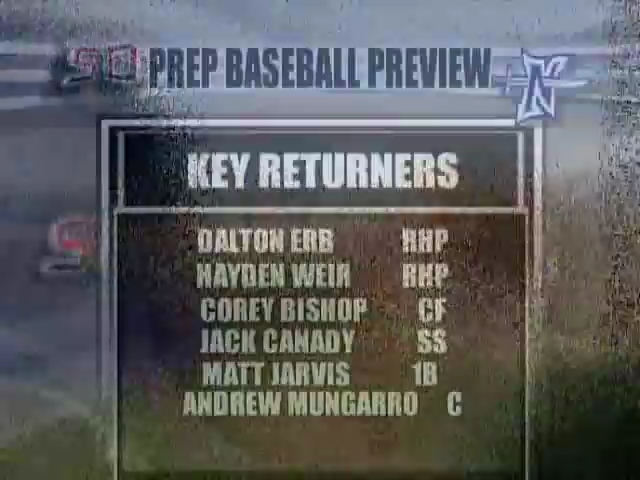 PREP BASEBALL PREVIEW
KEY RETURNERS
DALTON ERB RHP
HAYDEN WEIR RHP
COREY BISHOP CF
JACK CANADY SS
MATT JARVIS 1B
ANDREW MUNGARRO C